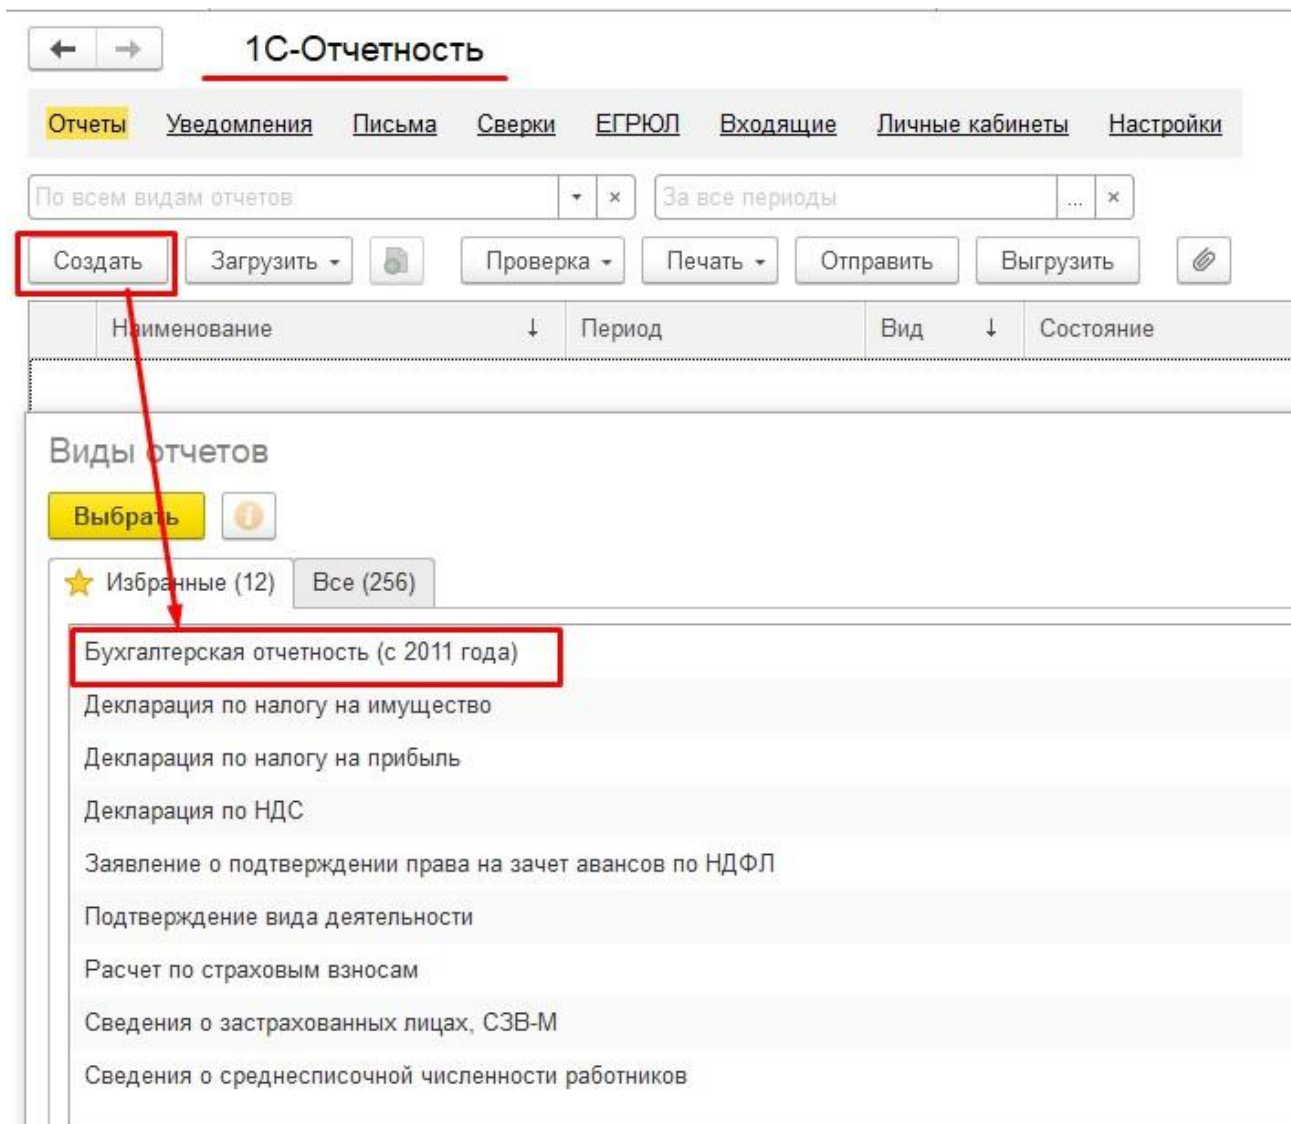 1С-Отчетность
Отчеты Уведомления Письма Сверки ЕГРЮЛ Входящие Личные кабинеты Настройки
По всем видам отчетов За все периоды ...
Создать Загрузить Проверка Печать Отправить Выгрузить
Наименование Период Вид Состояние
Виды отчетов
Выбрать
Избранные (12) Все (256)
Бухгалтерская отчетность (с 2011 года)
Декларация по налогу на имущество
Декларация по налогу на прибыль
Декларация по НДС
Заявление о подтверждении права на зачет авансов по НДФЛ
Подтверждение вида деятельности
Расчет по страховым взносам
Сведения о застрахованных лицах, СЗВ-М
Сведения о среднесписочной численности работников